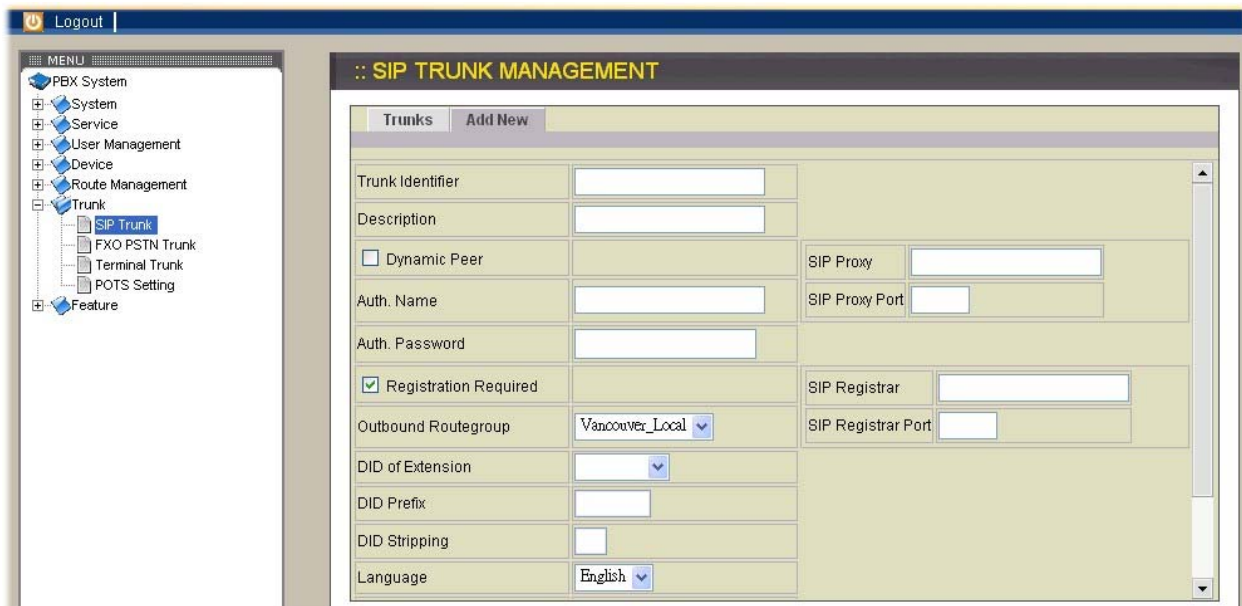 Logout
MENU
PBX System
System
Service
User Management
Device
Route Management
Trunk
SIP Trunk
FXO PSTN Trunk
Terminal Trunk
POTS Setting
Feature
:: SIP TRUNK MANAGEMENT
Trunks Add New
Trunk Identifier
Description
Dynamic Peer SIP Proxy
Auth. Name SIP Proxy Port
Auth. Password
Registration Required SIP Registrar
Outbound Routegroup Vancouver_Local SIP Registrar Port
DID of Extension
DID Prefix
DID Stripping
Language English